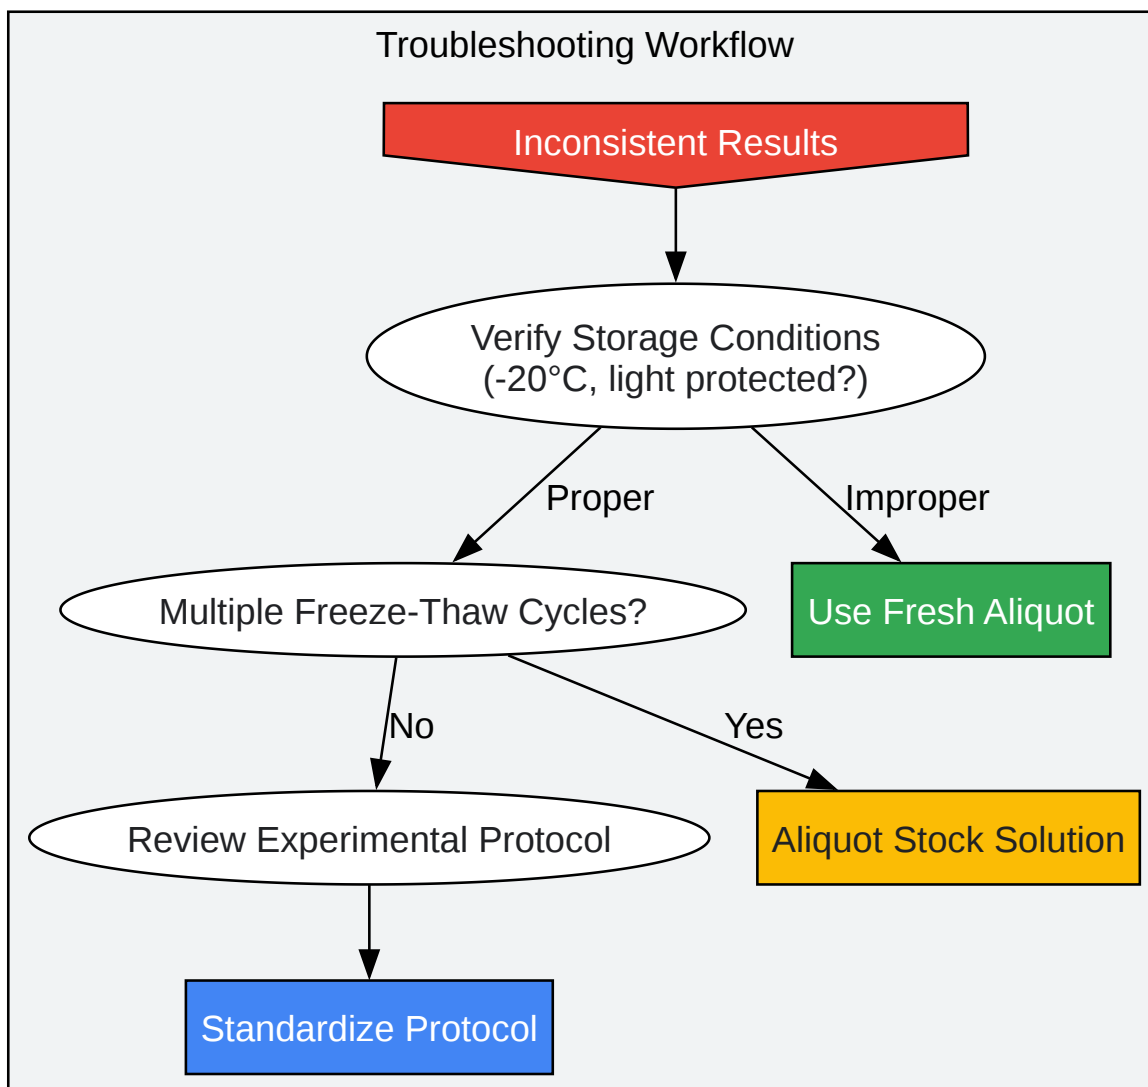 Troubleshooting Workflow
Inconsistent Results
Verify Storage Conditions
(-20°C, light protected?)
Proper
Improper
Multiple Freeze-Thaw Cycles?
Use Fresh Aliquot
No
Yes
Review Experimental Protocol
Aliquot Stock Solution
Standardize Protocol